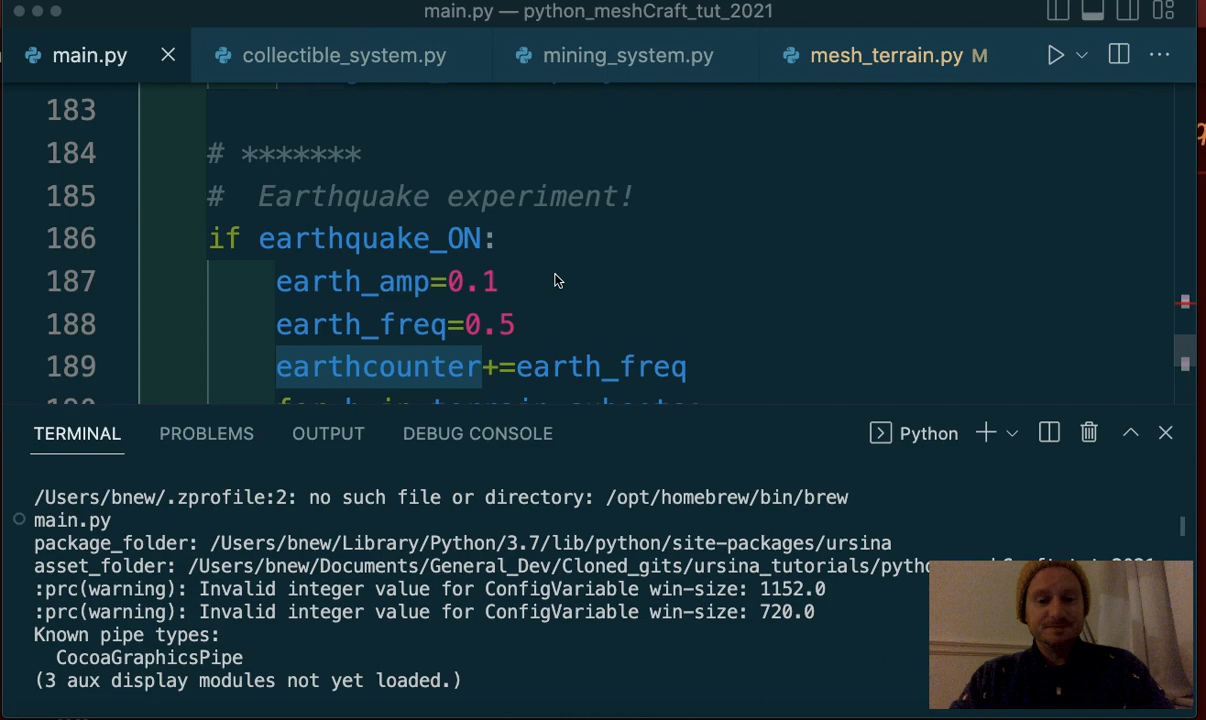 main.py — python_meshCraft_tut_2021
main.py collectible_system.py mining_system.py mesh_terrain.py M
183
184 # *******
185 # Earthquake experiment!
186 if earthquake_ON:
187 earth_amp=0.1
188 earth_freq=0.5
189 earthcounter+=earth_freq
TERMINAL PROBLEMS OUTPUT DEBUG CONSOLE Python
/Users/bnew/.zprofile:2: no such file or directory: /opt/homebrew/bin/brew
main.py
package_folder: /Users/bnew/Library/Python/3.7/lib/python/site-packages/ursina
asset_folder: /Users/bnew/Documents/General_Dev/Cloned_gits/ursina_tutorials/pytho
:prc(warning): Invalid integer value for ConfigVariable win-size: 1152.0
:prc(warning): Invalid integer value for ConfigVariable win-size: 720.0
Known pipe types:
CocoaGraphicsPipe
(3 aux display modules not yet loaded.)